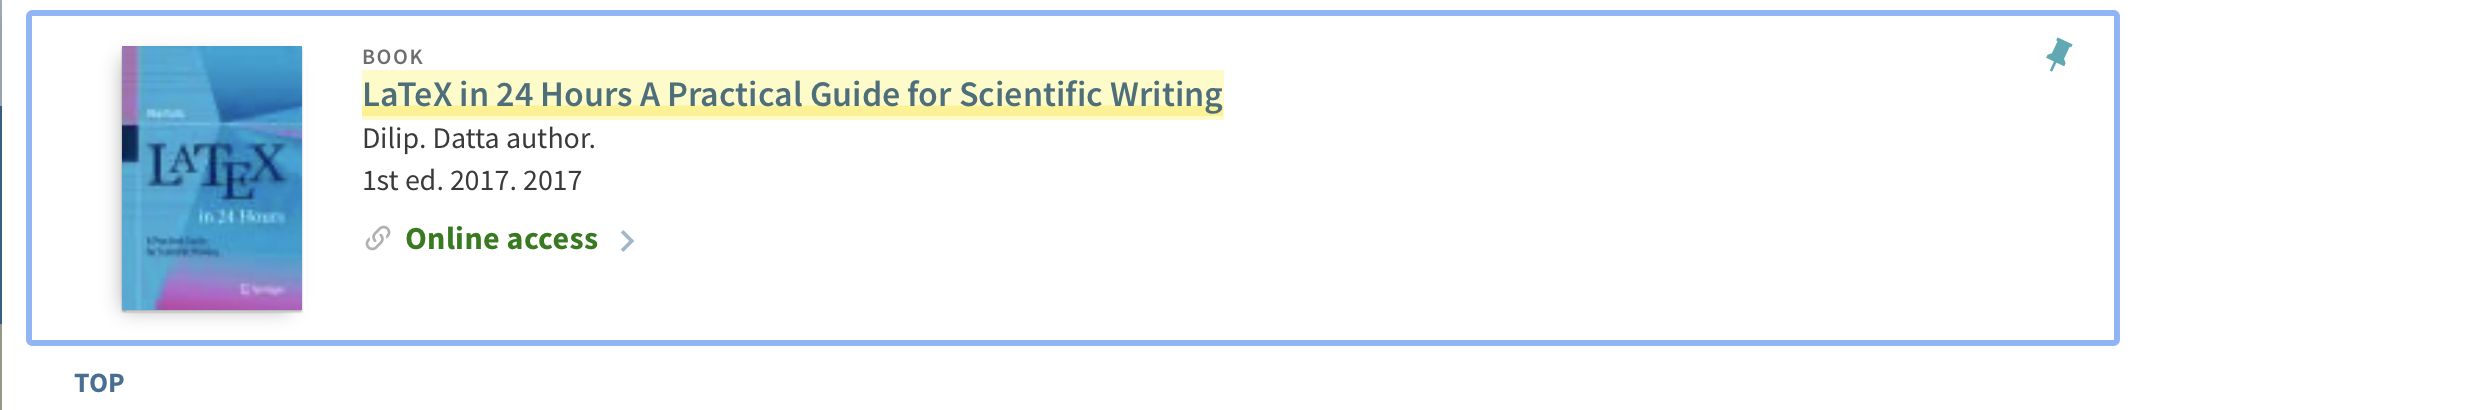 BOOK
LaTeX in 24 Hours A Practical Guide for Scientific Writing
Dilip. Datta author.
1st ed. 2017. 2017
Online access
LATEX
in 24 Hours
Springer
TOP